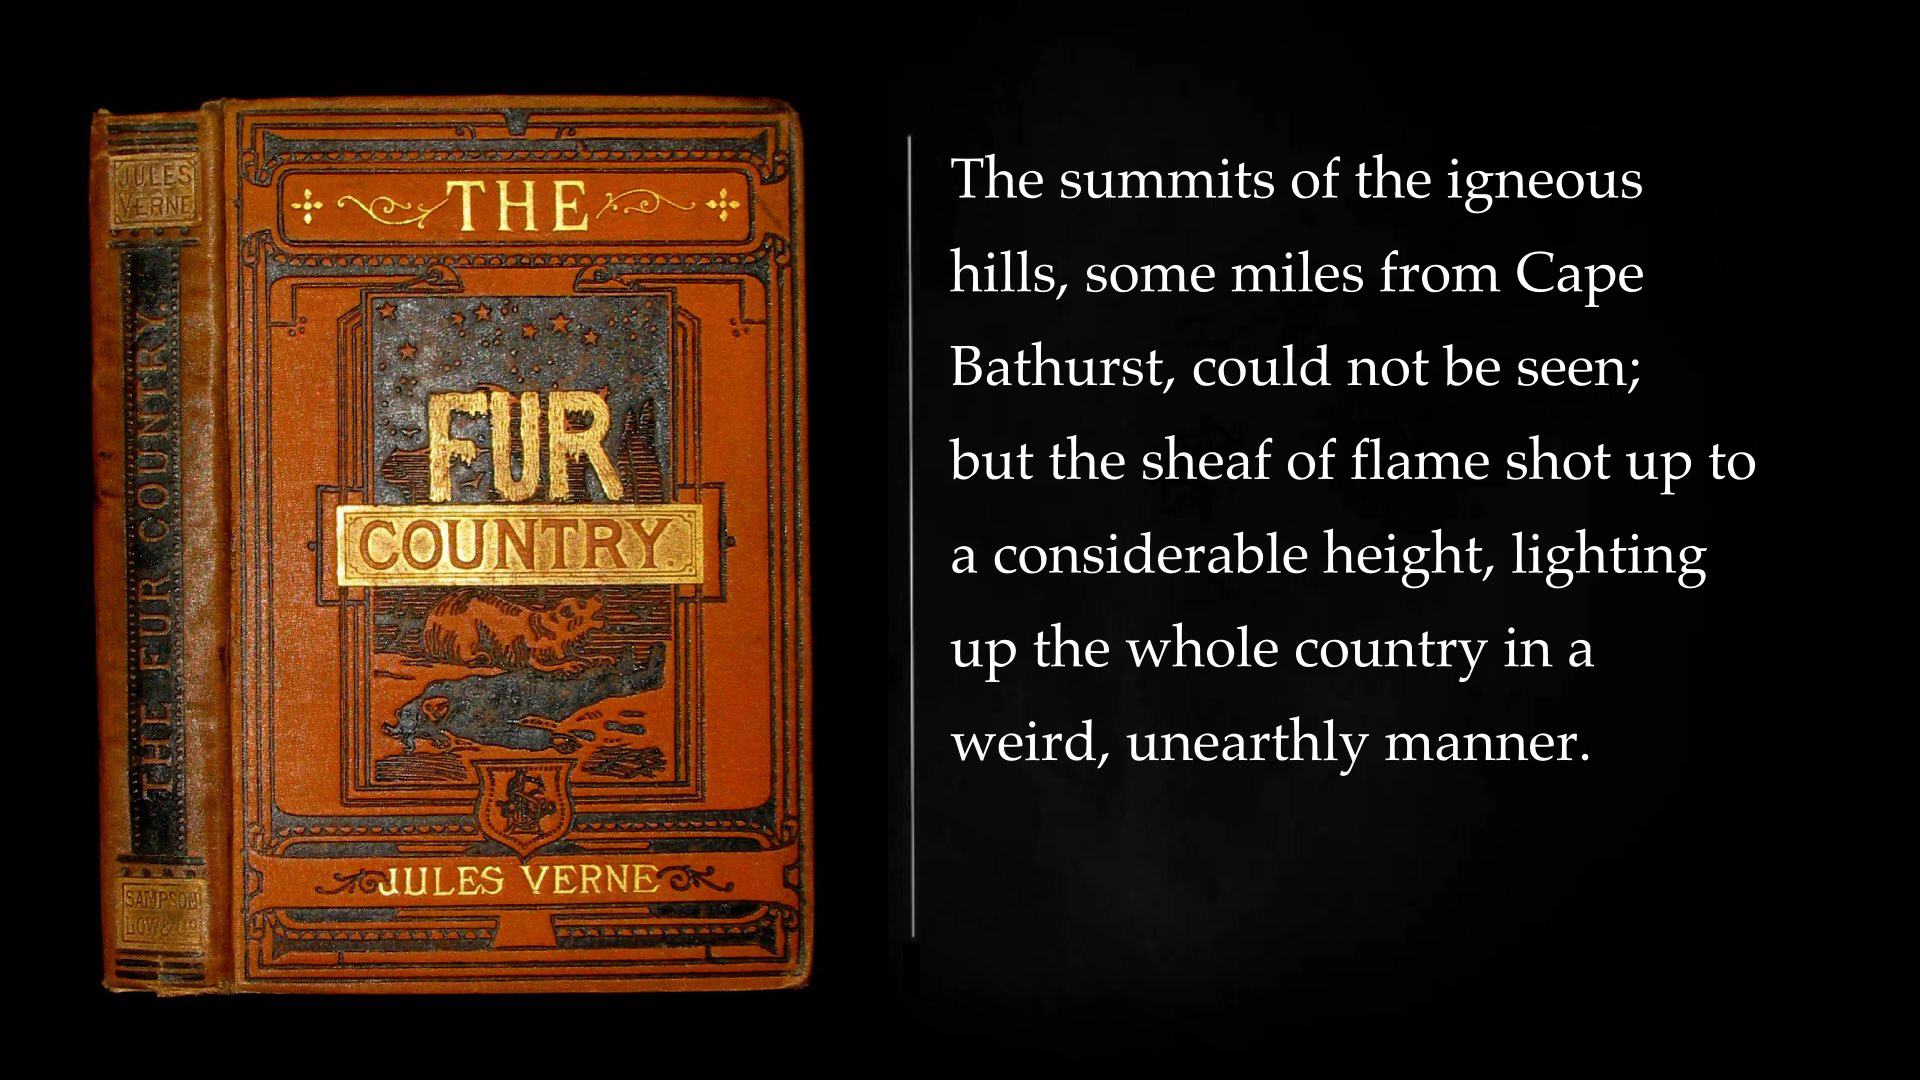 JULES
VERNE
THE FUR COUNTRY.
SAMPSON
LOW & Co
THE
FUR
COUNTRY.
JULES VERNE
The summits of the igneous
hills, some miles from Cape
Bathurst, could not be seen;
but the sheaf of flame shot up to
a considerable height, lighting
up the whole country in a
weird, unearthly manner.